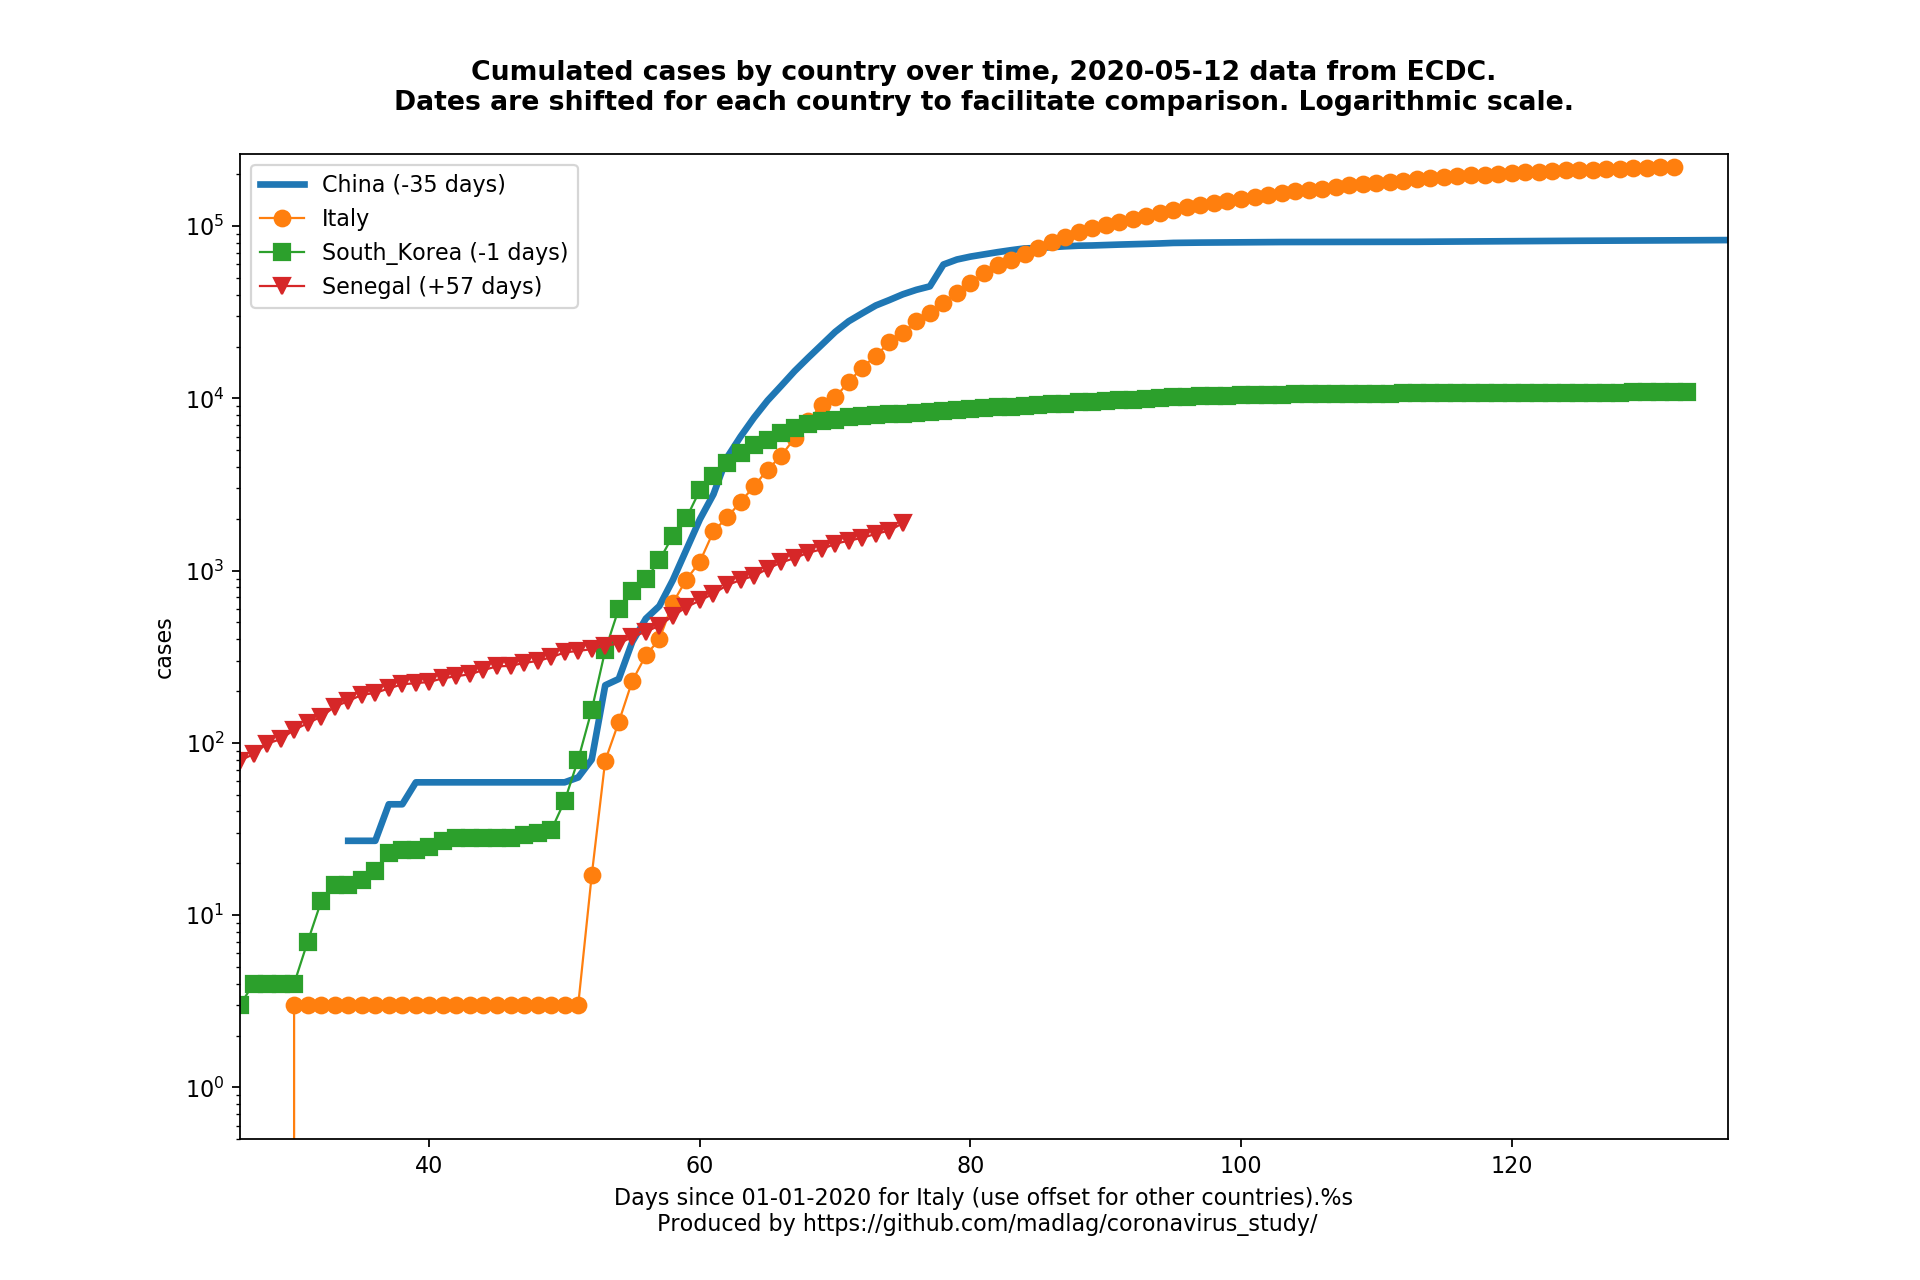 Cumulated cases by country over time, 2020-05-12 data from ECDC.
Dates are shifted for each country to facilitate comparison. Logarithmic scale.
China (-35 days)
Italy
South_Korea (-1 days)
Senegal (+57 days)
10^5
10^4
10^3
10^2
10^1
10^0
cases
40 60 80 100 120
Days since 01-01-2020 for Italy (use offset for other countries).%s
Produced by https://github.com/madlag/coronavirus_study/